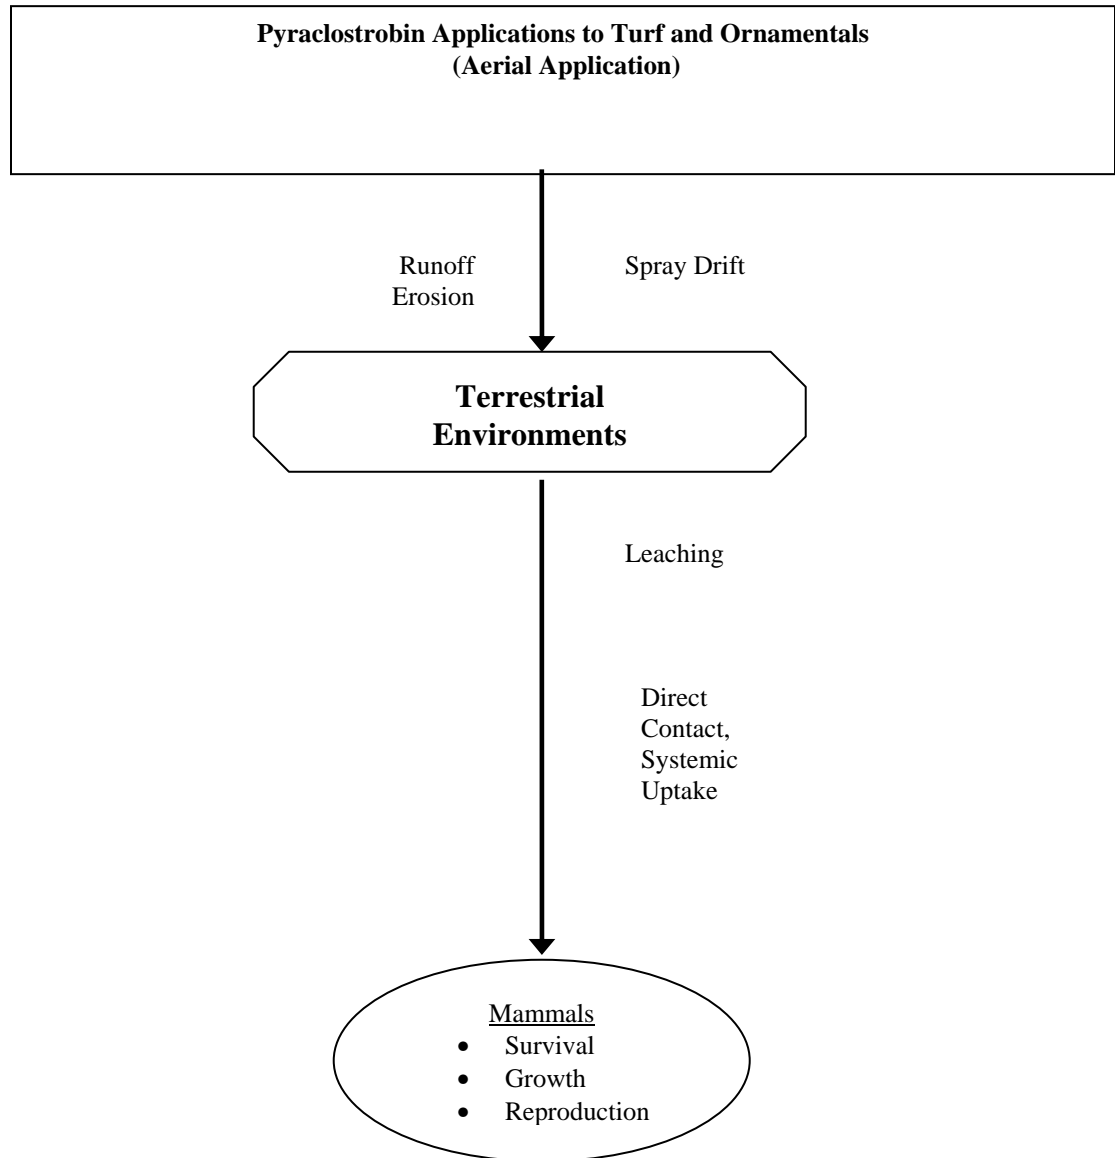 Pyraclostrobin Applications to Turf and Ornamentals
(Aerial Application)
Runoff
Erosion
Spray Drift
Terrestrial
Environments
Leaching
Direct
Contact,
Systemic
Uptake
Mammals
• Survival
• Growth
• Reproduction